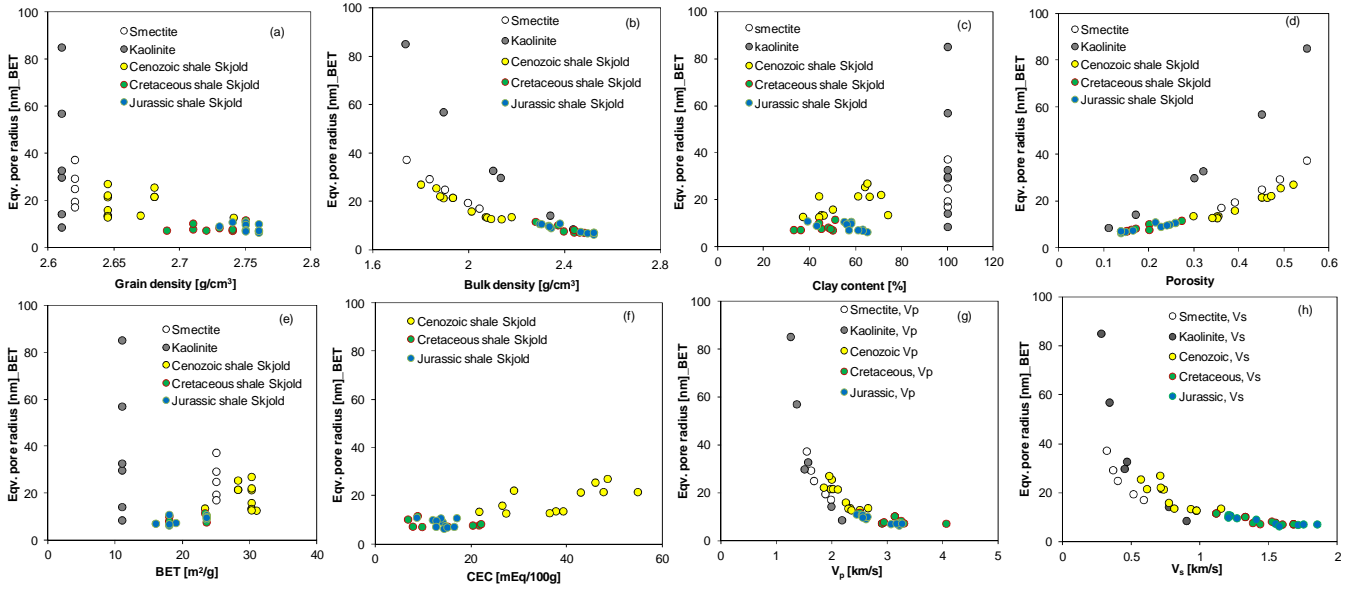 (a)
Smectite
Kaolinite
Cenozoic shale Skjold
Cretaceous shale Skjold
Jurassic shale Skjold
Eqv. pore radius [nm]_BET
100
80
60
40
20
0
2.6
2.65
2.7
2.75
2.8
Grain density [g/cm³]
(b)
Smectite
Kaolinite
Cenozoic shale Skjold
Cretaceous shale Skjold
Jurassic shale Skjold
Eqv. pore radius [nm]_BET
100
80
60
40
20
0
1.6
2
2.4
2.8
Bulk density [g/cm³]
(c)
smectite
kaolinite
Cenozoic shale Skjold
Cretaceous shale Skjold
Jurassic shale Skjold
Eqv. pore radius [nm]_BET
100
80
60
40
20
0
0
20
40
60
80
100
120
Clay content [%]
(d)
Smectite
Kaolinite
Cenozoic shale Skjold
Cretaceous shale Skjold
Jurassic shale Skjold
Eqv. pore radius [nm]_BET
100
80
60
40
20
0
0
0.1
0.2
0.3
0.4
0.5
0.6
Porosity
(e)
Smectite
Kaolinite
Cenozoic shale Skjold
Cretaceous shale Skjold
Jurassic shale Skjold
Eqv. pore radius [nm]_BET
100
80
60
40
20
0
0
10
20
30
40
BET [m²/g]
(f)
Cenozoic shale Skjold
Cretaceous shale Skjold
Jurassic shale Skjold
Eqv. pore radius [nm]_BET
100
80
60
40
20
0
0
20
40
60
CEC [mEq/100g]
(g)
Smectite, Vp
Kaolinite, Vp
Cenozoic Vp
Cretaceous, Vp
Jurassic, Vp
Eqv. pore radius [nm]_BET
100
80
60
40
20
0
0
1
2
3
4
5
Vp [km/s]
(h)
Smectite, Vs
Kaolinite, Vs
Cenozoic, Vs
Cretaceous, Vs
Jurassic, Vs
Eqv. pore radius [nm]_BET
100
80
60
40
20
0
0
0.5
1
1.5
2
Vs [km/s]